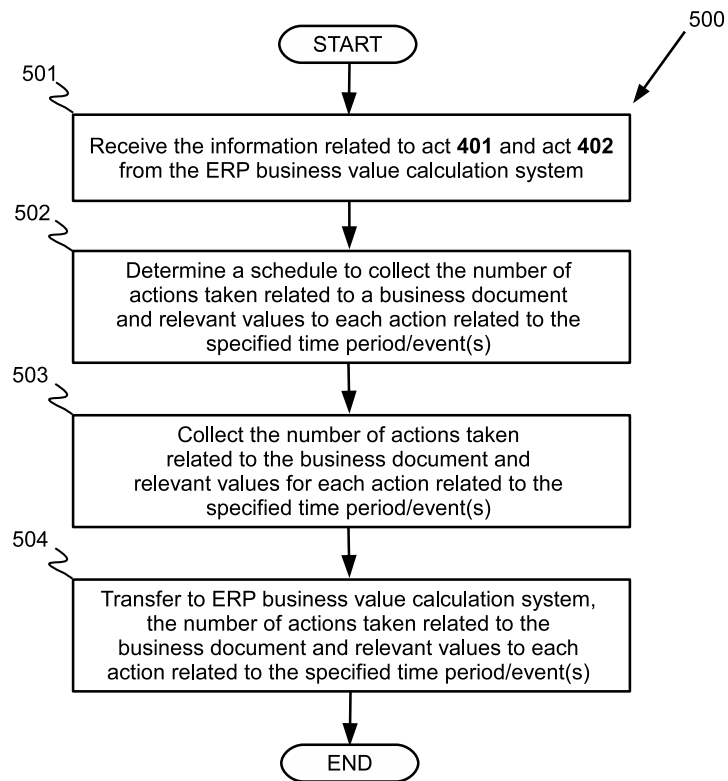 START
500
501
Receive the information related to act 401 and act 402
from the ERP business value calculation system
502
Determine a schedule to collect the number of
actions taken related to a business document
and relevant values to each action related to the
specified time period/event(s)
503
Collect the number of actions taken
related to the business document and
relevant values for each action related to the
specified time period/event(s)
504
Transfer to ERP business value calculation system,
the number of actions taken related to the
business document and relevant values to each
action related to the specified time period/event(s)
END